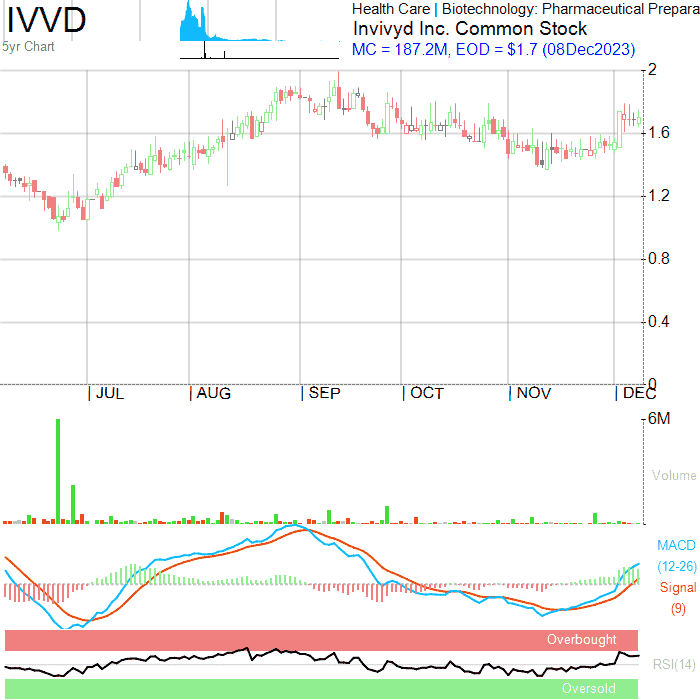 IVVD
5yr Chart
Health Care | Biotechnology: Pharmaceutical Prepara
Invivyd Inc. Common Stock
MC = 187.2M, EOD = $1.7 (08Dec2023)
2
1.6
1.2
0.8
0.4
0
JUL AUG SEP OCT NOV DEC
6M
Volume
MACD
(12-26)
Signal
(9)
Overbought
RSI(14)
Oversold